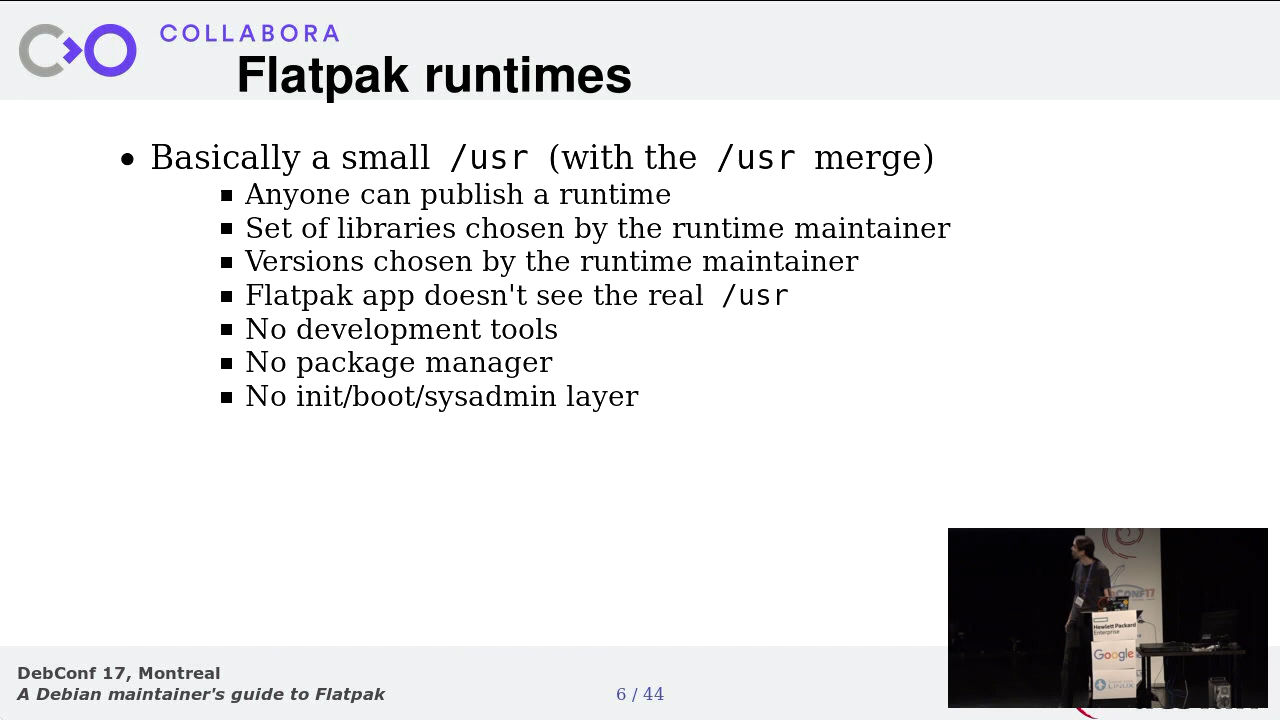 COLLABORA
Flatpak runtimes
Basically a small /usr (with the /usr merge)
Anyone can publish a runtime
Set of libraries chosen by the runtime maintainer
Versions chosen by the runtime maintainer
Flatpak app doesn't see the real /usr
No development tools
No package manager
No init/boot/sysadmin layer
Hewlett Packard
Enterprise
Google
DebConf 17, Montreal
A Debian maintainer's guide to Flatpak
6 / 44